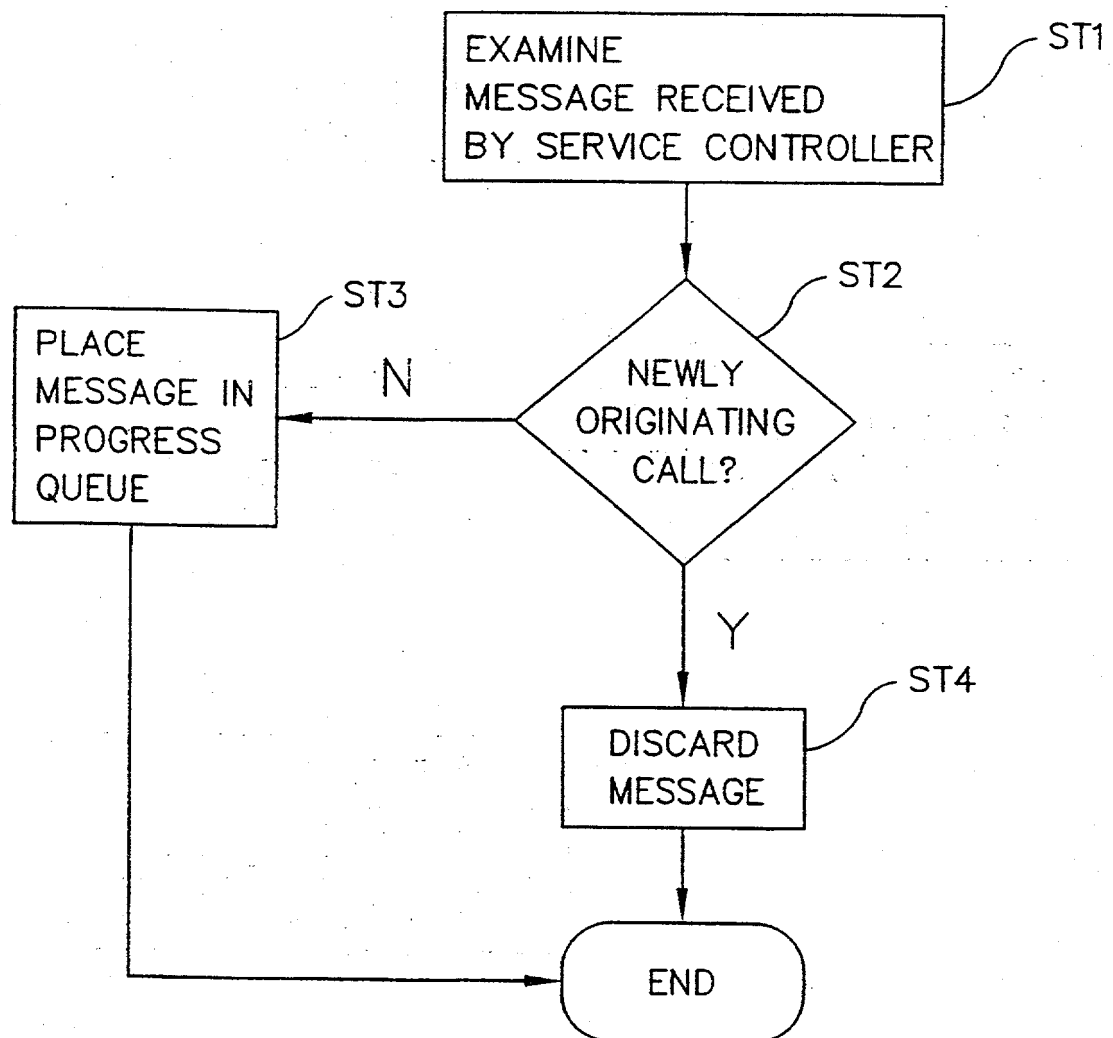 EXAMINE
MESSAGE RECEIVED
BY SERVICE CONTROLLER
ST1
ST2
NEWLY
ORIGINATING
CALL?
N
ST3
PLACE
MESSAGE IN
PROGRESS
QUEUE
Y
ST4
DISCARD
MESSAGE
END